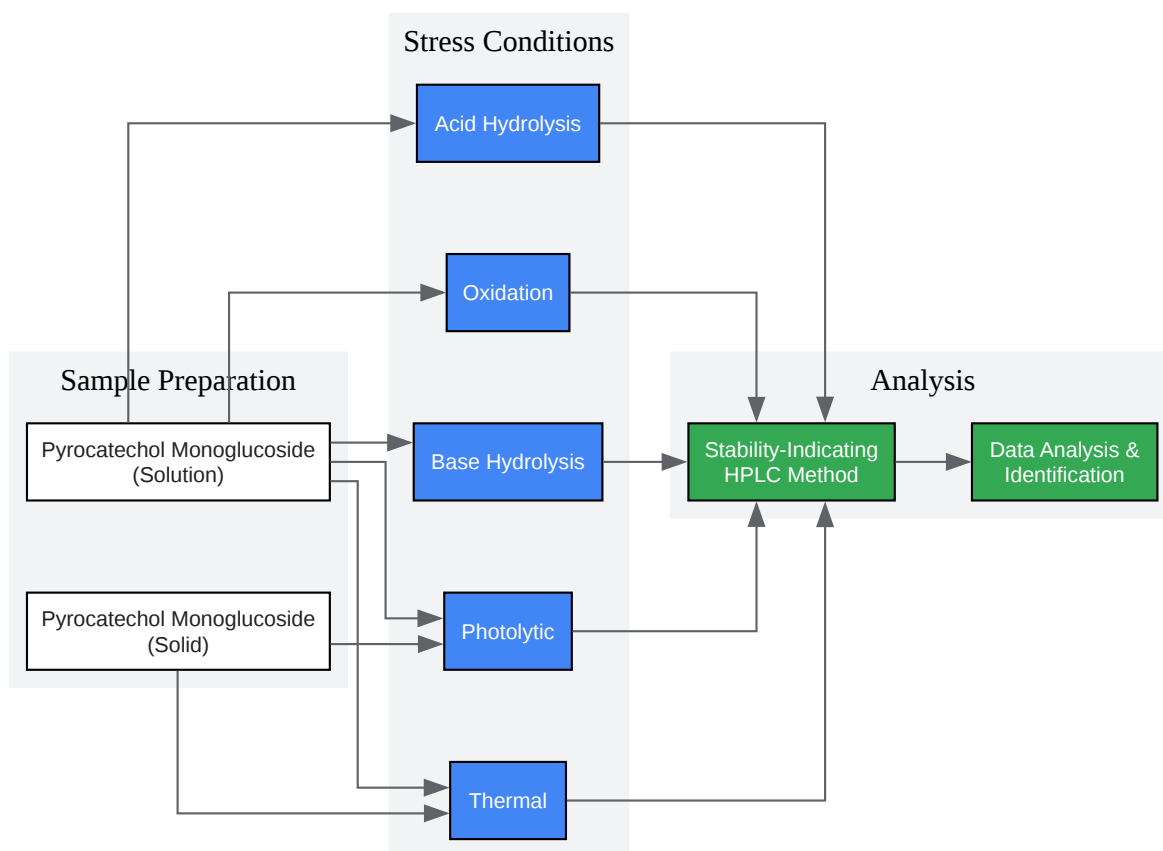 Stress Conditions
Acid Hydrolysis
Oxidation
Sample Preparation
Analysis
Pyrocatechol Monoglucoside
(Solution)
Base Hydrolysis
Stability-Indicating
HPLC Method
Data Analysis &
Identification
Pyrocatechol Monoglucoside
(Solid)
Photolytic
Thermal